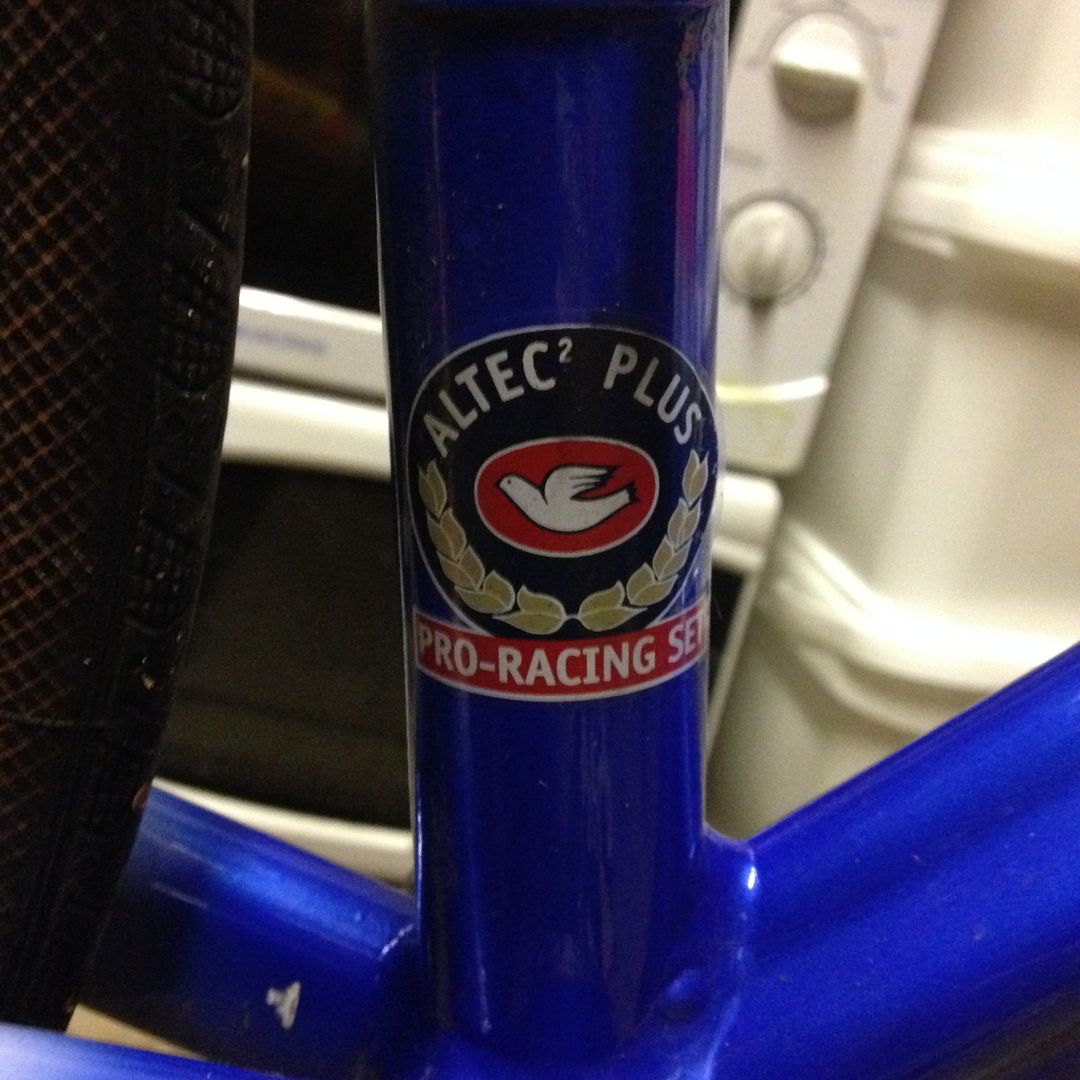 ALTEC² PLUS
PRO-RACING SET